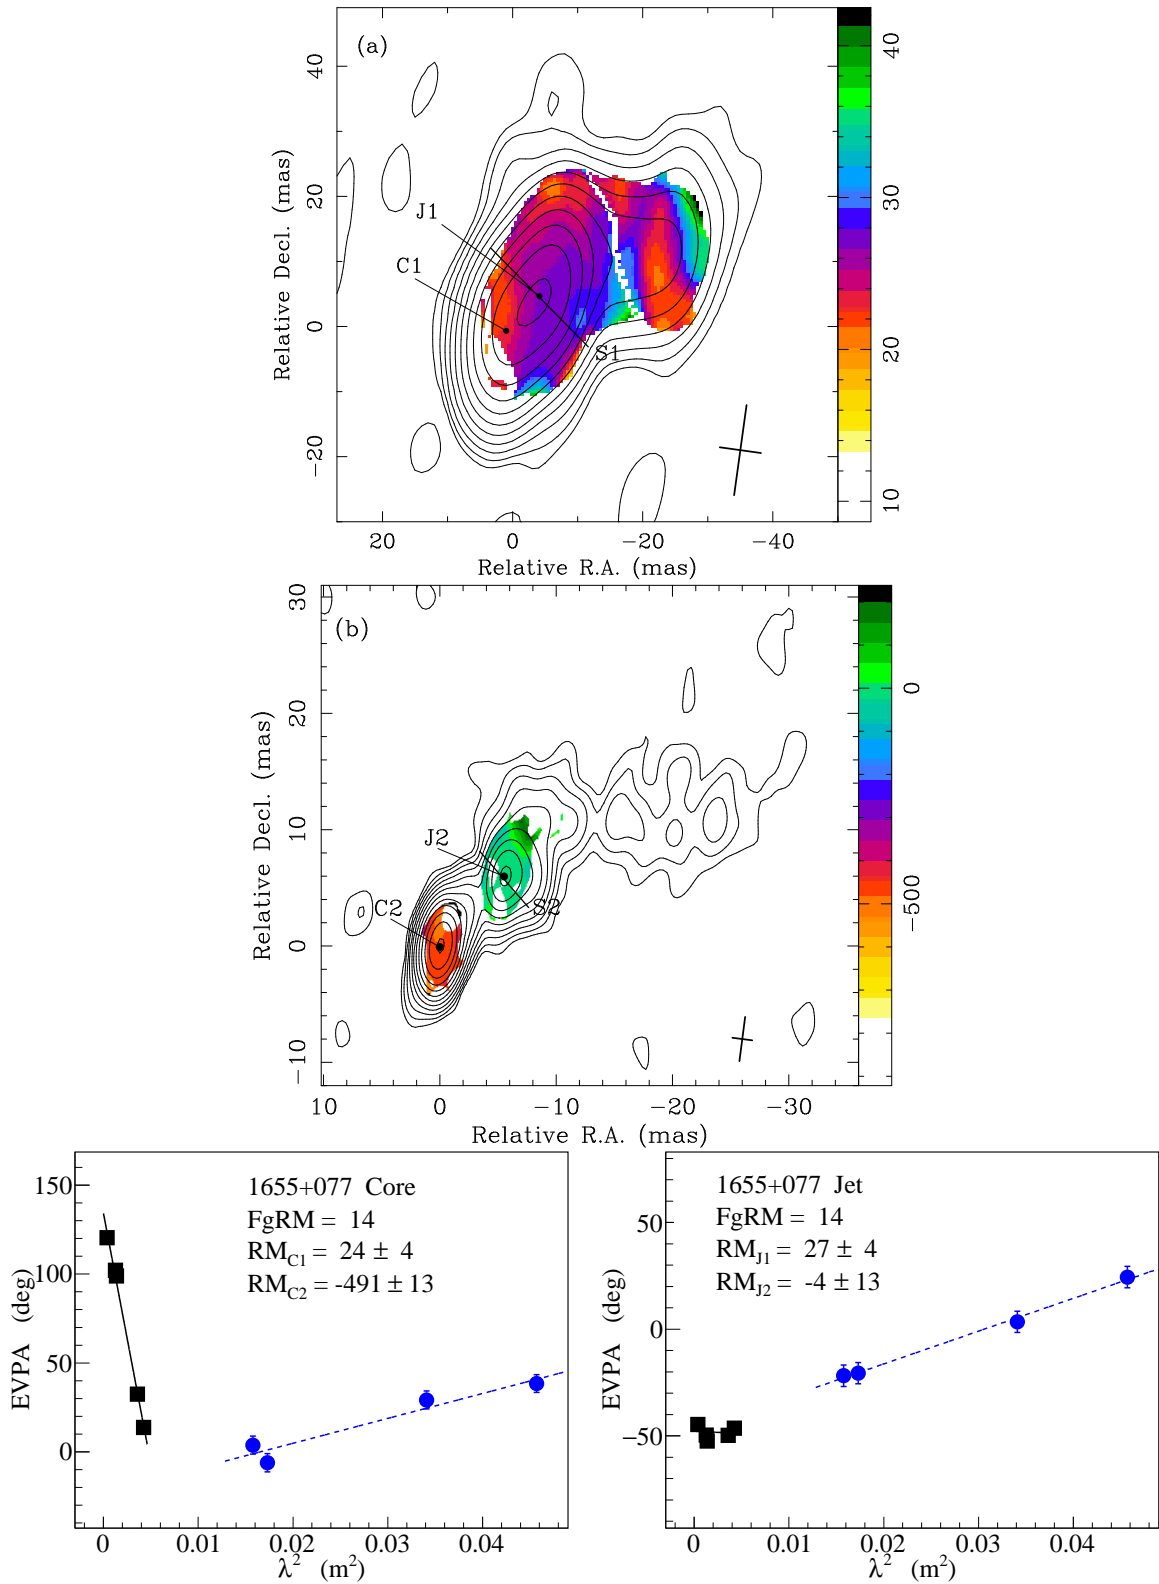 (a)
40
20
0
−20
Relative Decl. (mas)
J1
C1
S1
40
30
20
10
20
0
−20
−40
Relative R.A. (mas)
(b)
30
20
10
0
−10
Relative Decl. (mas)
J2
C2
S2
0
−500
10
0
−10
−20
−30
Relative R.A. (mas)
1655+077 Core
FgRM = 14
RM_C1 = 24 ± 4
RM_C2 = -491 ± 13
150
100
50
0
EVPA (deg)
0
0.01
0.02
0.03
0.04
λ² (m²)
1655+077 Jet
FgRM = 14
RM_J1 = 27 ± 4
RM_J2 = -4 ± 13
50
0
−50
EVPA (deg)
0
0.01
0.02
0.03
0.04
λ² (m²)